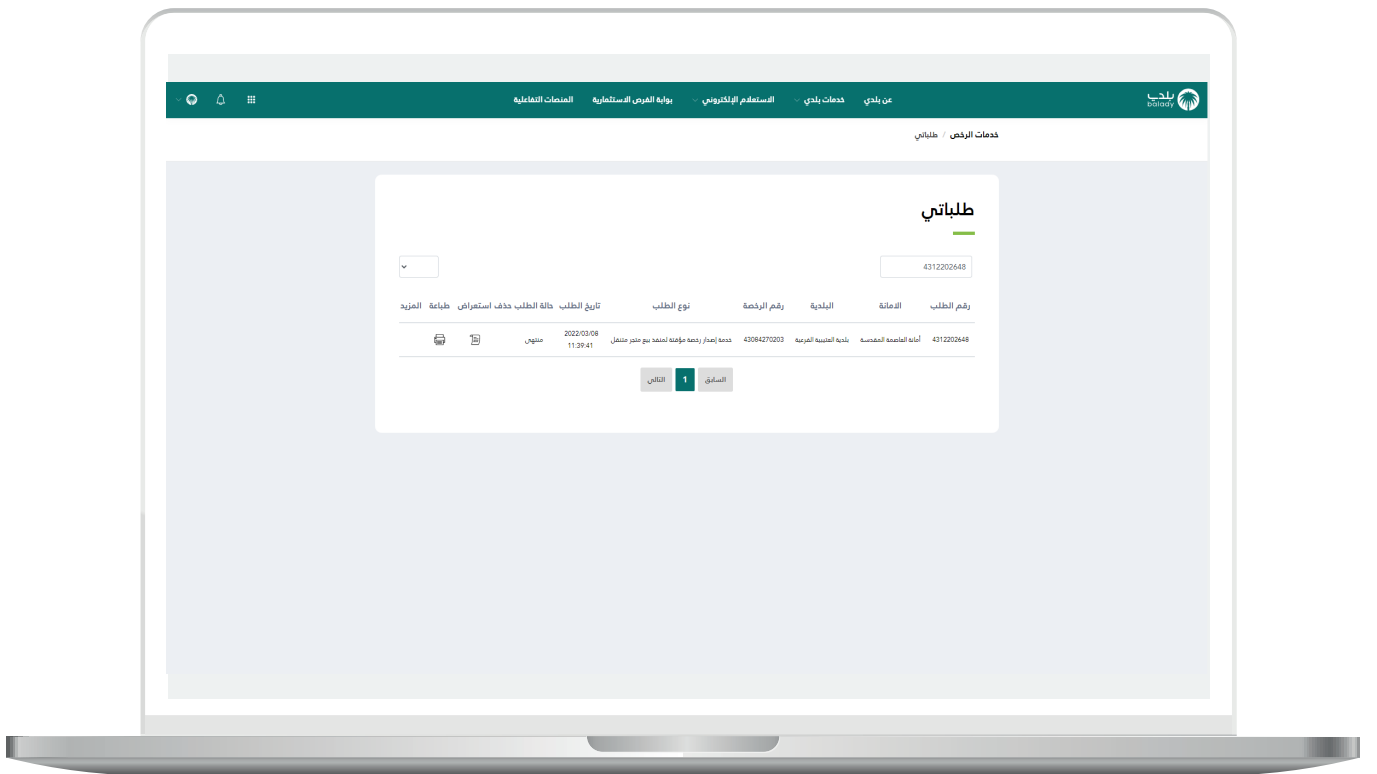 بلدي
balady
عن بلدي خدمات بلدي الاستعلام الإلكتروني بوابة الفرص الاستثمارية المنصات التفاعلية
خدمات الرخص / طلباتي
طلباتي
4312202648
رقم الطلب الامانة البلدية رقم الرخصة نوع الطلب تاريخ الطلب حالة الطلب حذف استعراض طباعة المزيد
4312202648 أمانة العاصمة المقدسة بلدية العتيبية الفرعية 43084270203 خدمة إصدار رخصة مؤقتة لمنفذ بيع متجر متنقل 2022/03/08 منتهي
11:39:41
السابق 1 التالي